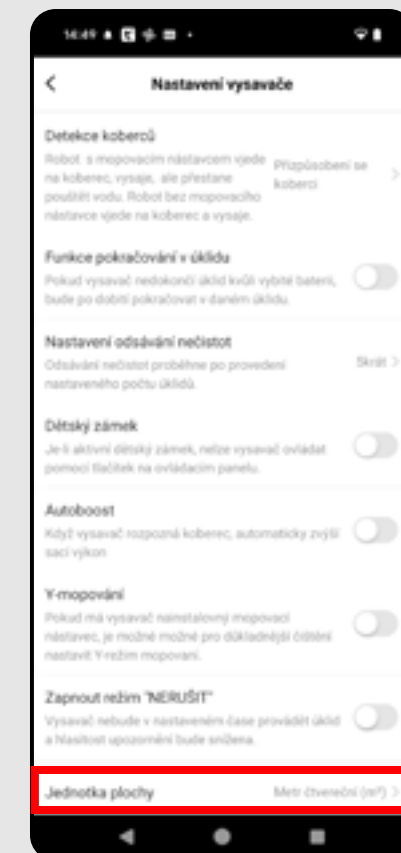 14:49
Nastavení vysavače
Detekce koberců
Robot s mopovacím nástavcem vjede
na koberec, vysaje, ale přestane
pouštět vodu. Robot bez mopovacího
nástavce vjede na koberec a vysaje.
Přizpůsobení se
koberci
Funkce pokračování v úklidu
Pokud vysavač nedokončí úklid kvůli vybité baterii,
bude po dobití pokračovat v daném úklidu.
Nastavení odsávání nečistot
Odsávání nečistot proběhne po provedení
nastaveného počtu úklidů.
Skrát
Dětský zámek
Je-li aktivní dětský zámek, nelze vysavač ovládat
pomocí tlačítek na ovládacím panelu.
Autoboost
Když vysavač rozpozná koberec, automaticky zvýší
sací výkon
Y-mopování
Pokud má vysavač nainstalovný mopovací
nástavec, je možné možné pro důkladnější čištění
nastavit Y-režim mopovaní.
Zapnout režim "NERUŠIT"
Vysavač nebude v nastaveném čase provádět úklid
a hlasitost upozornění bude snížena.
Jednotka plochy Metr čtvereční (m²)